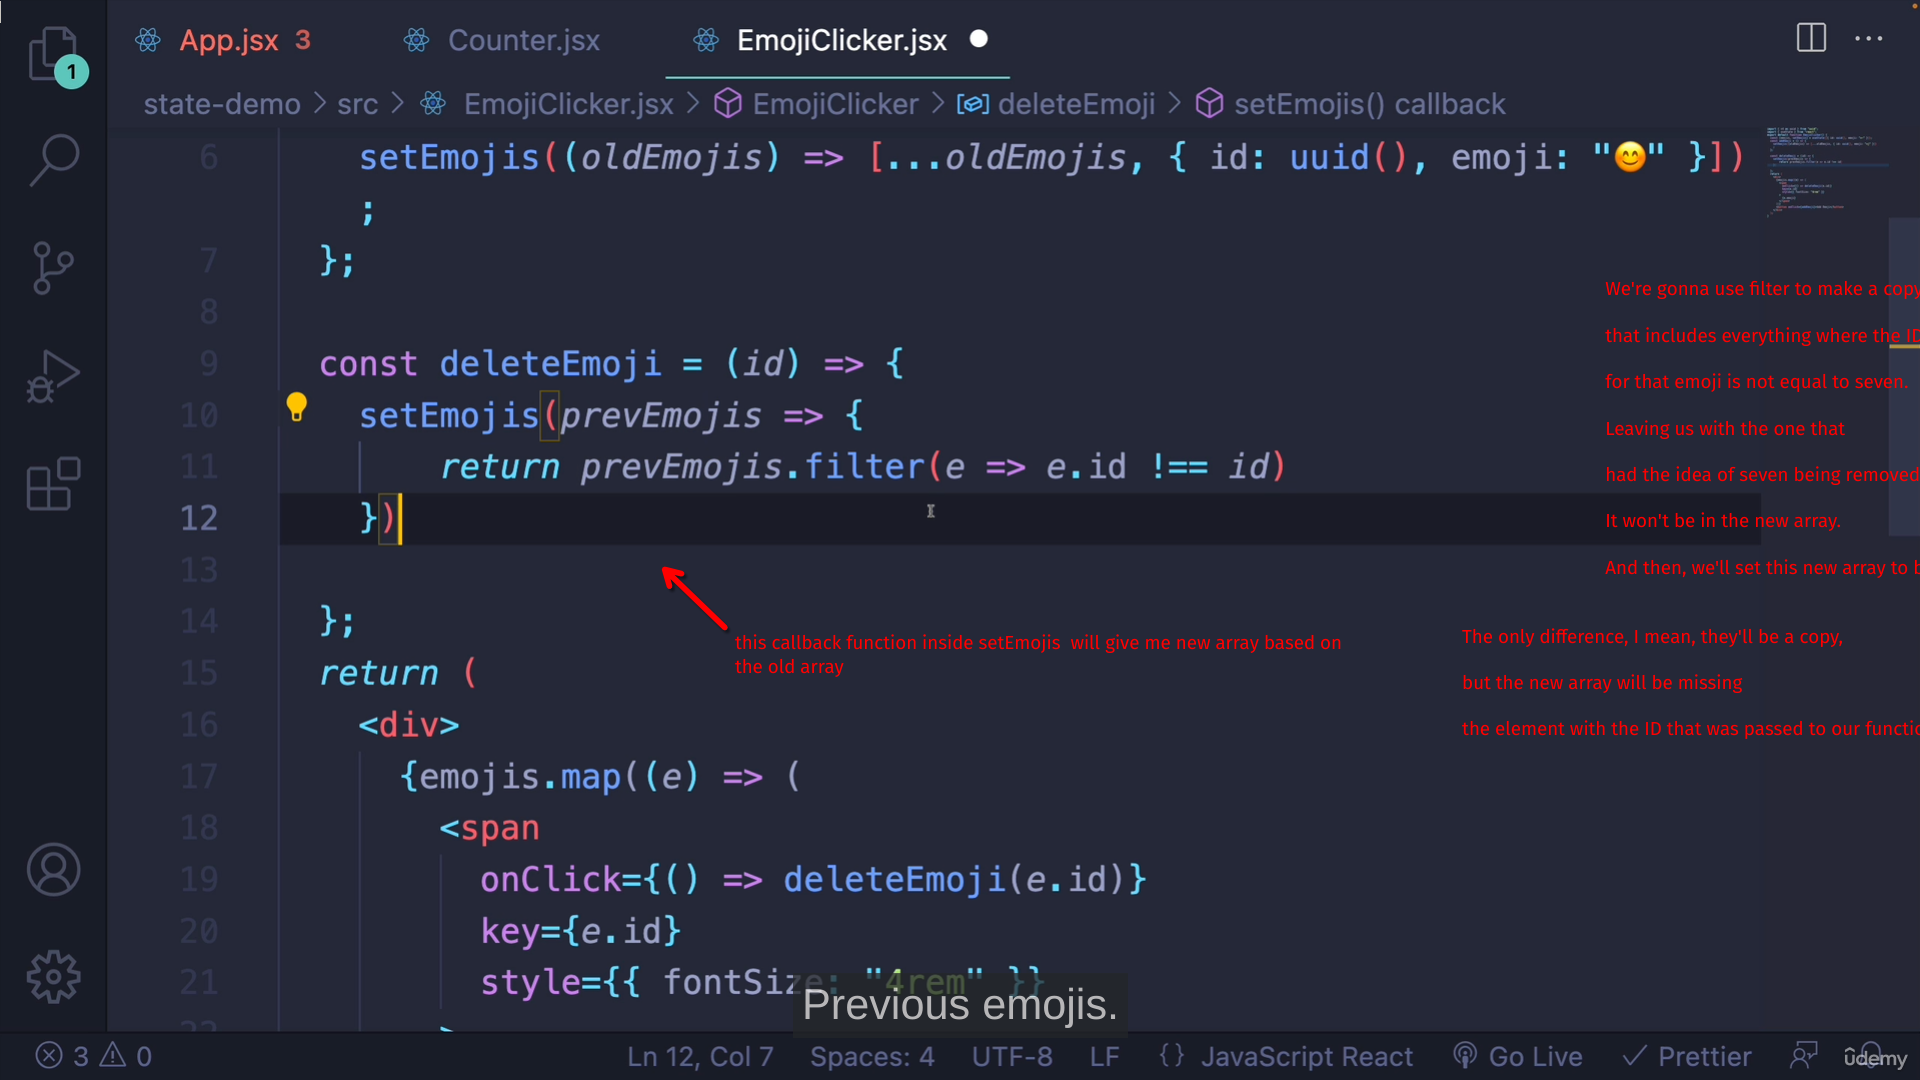 App.jsx 3
Counter.jsx
EmojiClicker.jsx
1
state-demo > src > EmojiClicker.jsx > EmojiClicker > deleteEmoji > setEmojis() callback
6 setEmojis((oldEmojis) => [...oldEmojis, { id: uuid(), emoji: "😊" }])
;
7 };
8
9 const deleteEmoji = (id) => {
10 setEmojis(prevEmojis => {
11 return prevEmojis.filter(e => e.id !== id)
12 })
13
14 };
15 return (
16 <div>
17 {emojis.map((e) => (
18 <span
19 onClick={() => deleteEmoji(e.id)}
20 key={e.id}
21 style={{ fontSize: "4rem" }}
22 >
We're gonna use filter to make a copy
that includes everything where the ID
for that emoji is not equal to seven.
Leaving us with the one that
had the idea of seven being removed
It won't be in the new array.
And then, we'll set this new array to b
this callback function inside setEmojis will give me new array based on
the old array
The only difference, I mean, they'll be a copy,
but the new array will be missing
the element with the ID that was passed to our functio
Previous emojis.
3 0
Ln 12, Col 7
Spaces: 4
UTF-8
LF
{} JavaScript React
Go Live
Prettier
udemy